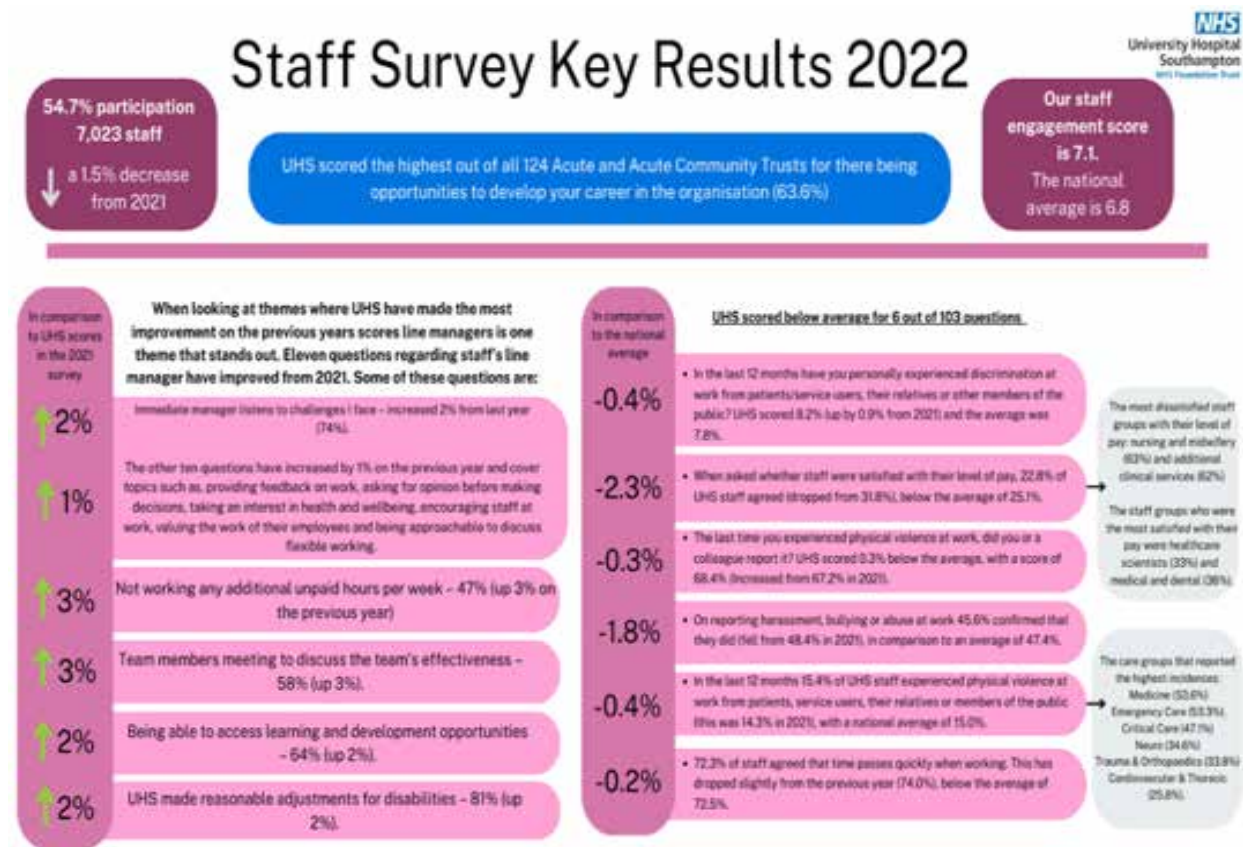 NHS
University Hospital
Southampton
NHS Foundation Trust
Staff Survey Key Results 2022
54.7% participation
7,023 staff
a 1.5% decrease
from 2021
UHS scored the highest out of all 124 Acute and Acute Community Trusts for there being
opportunities to develop your career in the organisation (63.6%)
Our staff
engagement score
is 7.1.
The national
average is 6.8
In comparison
to UHS scores
in the 2021
survey
When looking at themes where UHS have made the most
improvement on the previous years scores line managers is one
theme that stands out. Eleven questions regarding staff's line
manager have improved from 2021. Some of these questions are:
2%
Immediate manager listens to challenges I face – increased 2% from last year
(74%).
1%
The other ten questions have increased by 1% on the previous year and cover
topics such as, providing feedback on work, asking for opinion before making
decisions, taking an interest in health and wellbeing, encouraging staff at
work, valuing the work of their employees and being approachable to discuss
flexible working.
3%
Not working any additional unpaid hours per week – 47% (up 3% on
the previous year)
3%
Team members meeting to discuss the team's effectiveness –
58% (up 3%).
2%
Being able to access learning and development opportunities
– 64% (up 2%).
2%
UHS made reasonable adjustments for disabilities – 81% (up
2%).
In comparison
to the national
average
UHS scored below average for 6 out of 103 questions
-0.4%
• In the last 12 months have you personally experienced discrimination at
work from patients/service users, their relatives or other members of the
public? UHS scored 8.2% (up by 0.9% from 2021) and the average was
7.8%.
-2.3%
• When asked whether staff were satisfied with their level of pay, 22.8% of
UHS staff agreed (dropped from 31.8%), below the average of 25.1%.
-0.3%
• The last time you experienced physical violence at work, did you or a
colleague report it? UHS scored 0.3% below the average, with a score of
68.4% (increased from 67.2% in 2021).
-1.8%
• On reporting harassment, bullying or abuse at work 45.6% confirmed that
they did (fell from 48.4% in 2021), in comparison to an average of 47.4%.
-0.4%
• In the last 12 months 15.4% of UHS staff experienced physical violence at
work from patients, service users, their relatives or members of the public
(this was 14.3% in 2021), with a national average of 15.0%.
-0.2%
• 72.3% of staff agreed that time passes quickly when working. This has
dropped slightly from the previous year (74.0%), below the average of
72.5%.
The most dissatisfied staff
groups with their level of
pay: nursing and midwifery
(63%) and additional
clinical services (62%)
The staff groups who were
the most satisfied with their
pay were healthcare
scientists (33%) and
medical and dental (36%)
The care groups that reported
the highest incidences:
Medicine (53.6%)
Emergency Care (53.3%)
Critical Care (47.1%)
Neuro (34.6%)
Trauma & Orthopaedics (33.8%)
Cardiovascular & Thoracic
(25.8%)